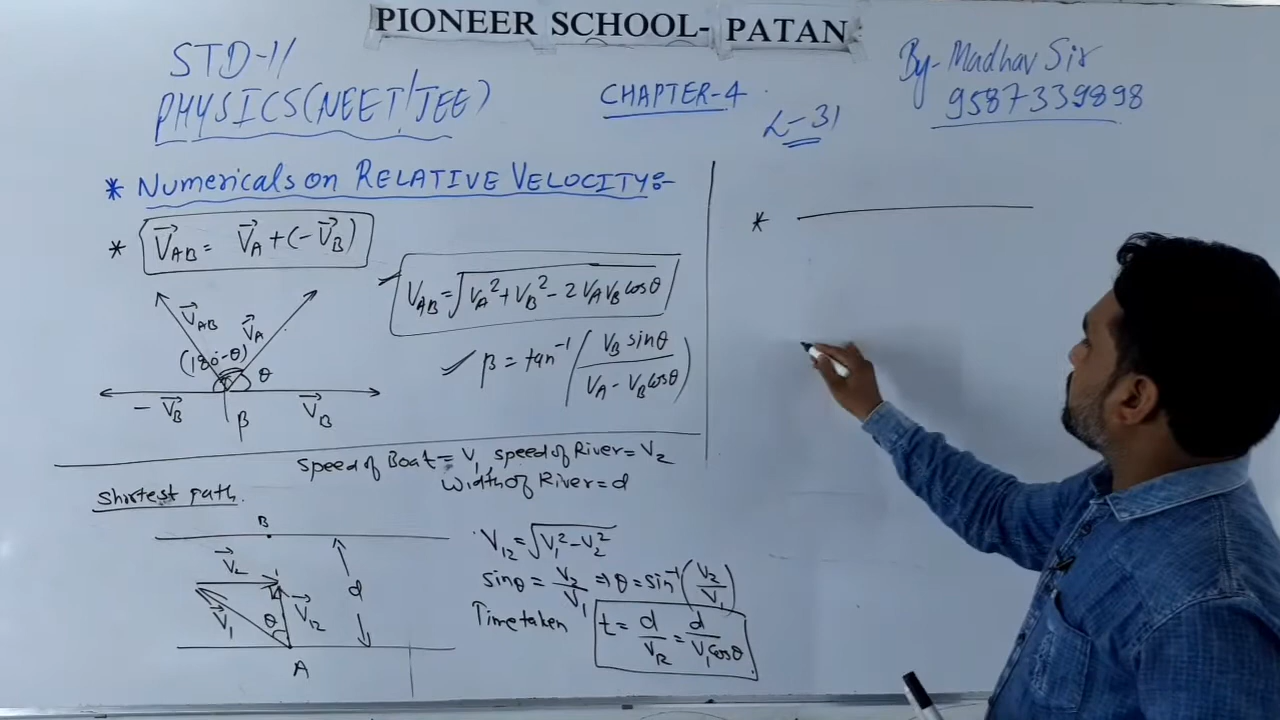 PIONEER SCHOOL- PATAN
STD-11
PHYSICS(NEET/JEE)
CHAPTER-4
L-31
By- Madhav Sir
9587339898
* Numericals on RELATIVE VELOCITY:-
* V⃗AB = V⃗A + (-V⃗B)
VAB = √VA² + VB² - 2VAVB cosθ
β = tan⁻¹ (VB sinθ / VA - VB cosθ)
V⃗AB
V⃗A
(180-θ)
θ
-V⃗B
β
V⃗B
*
Speed of Boat = V1 speed of River = V2
Width of River = d
Shortest path.
B
V⃗2
V⃗1
θ
V⃗12
d
A
V12 = √V1² - V2²
sinθ = V2/V1 ⇒ θ = sin⁻¹(V2/V1)
Time taken t = d/VR = d/V1cosθ